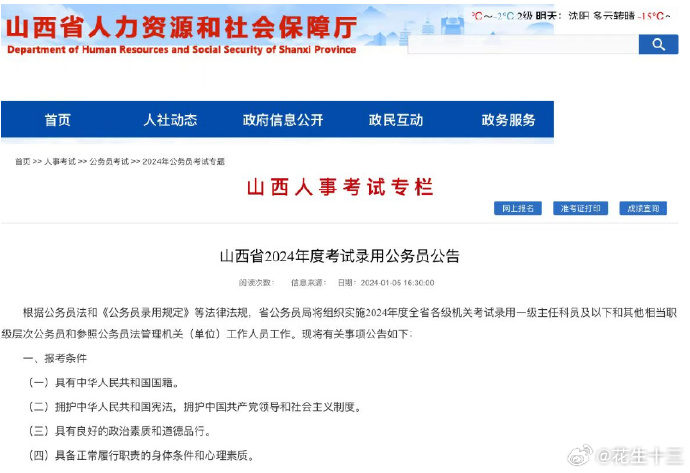 山西省人力资源和社会保障厅
Department of Human Resources and Social Security of Shanxi Province
℃～-2℃ 2级 明天：沈阳 多云转晴 -15℃~
首页 人社动态 政府信息公开 政民互动 政务服务
首页 >> 人事考试 >> 公务员考试 >> 2024年公务员考试专题
山西人事考试专栏
网上报名 准考证打印 成绩查询
山西省2024年度考试录用公务员公告
阅读次数： 信息来源： 日期：2024-01-05 16:30:00
根据公务员法和《公务员录用规定》等法律法规，省公务员局将组织实施2024年度全省各级机关考试录用一级主任科员及以下和其他相当职
级层次公务员和参照公务员法管理机关（单位）工作人员工作。现将有关事项公告如下：
一、报考条件
（一）具有中华人民共和国国籍。
（二）拥护中华人民共和国宪法，拥护中国共产党领导和社会主义制度。
（三）具有良好的政治素质和道德品行。
（四）具备正常履行职责的身体条件和心理素质。
@花生十三